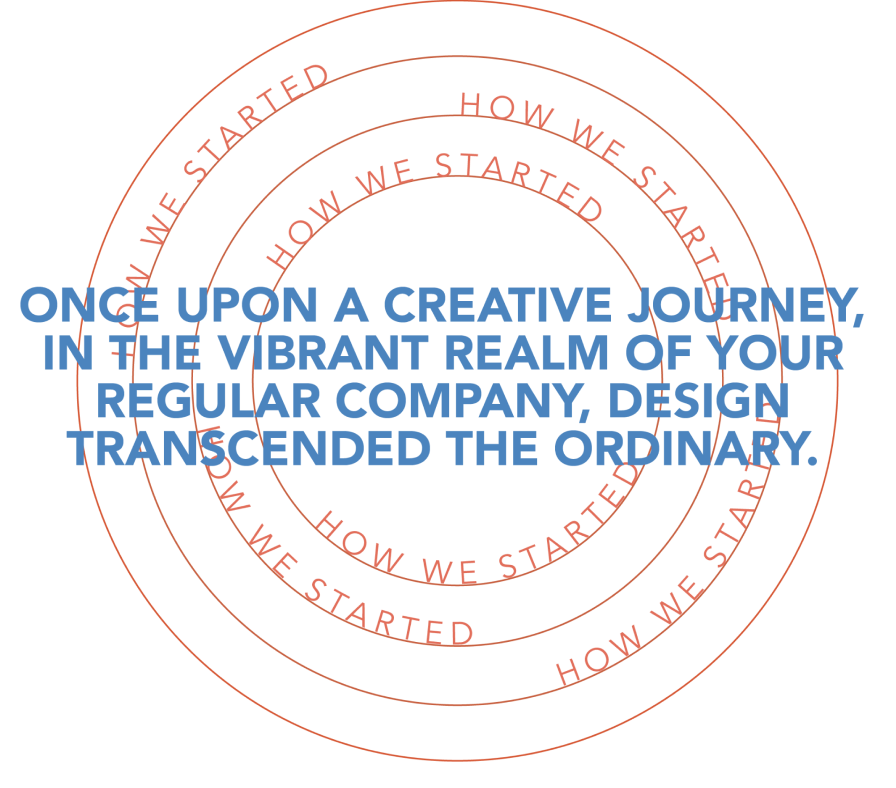 HOW WE STARTED
HOW WE STARTED
HOW WE STARTED
ONCE UPON A CREATIVE JOURNEY,
IN THE VIBRANT REALM OF YOUR
REGULAR COMPANY, DESIGN
TRANSCENDED THE ORDINARY.
HOW WE STARTED
HOW WE STARTED
HOW WE STARTED